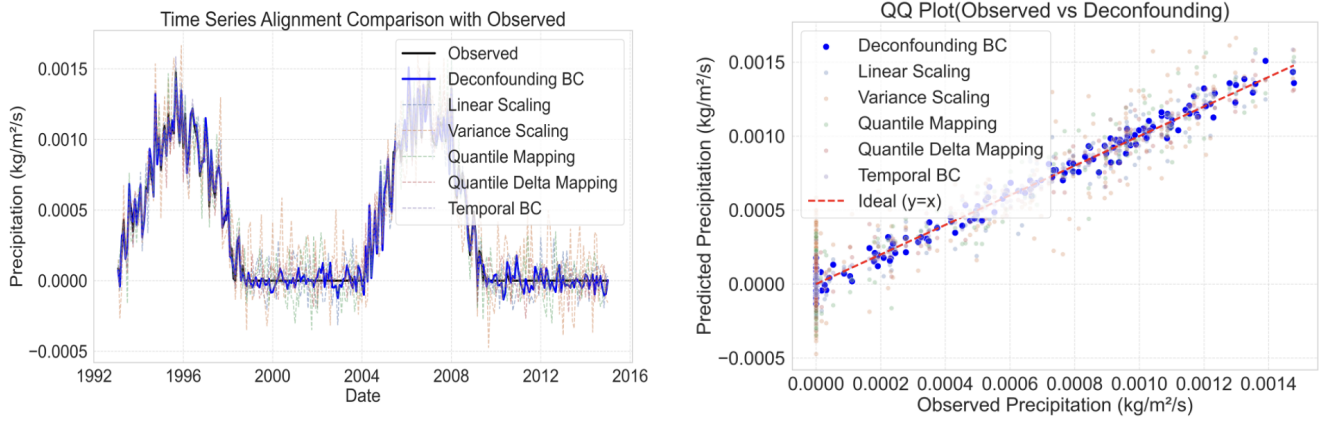 Time Series Alignment Comparison with Observed
Precipitation (kg/m²/s)
0.0015
0.0010
0.0005
0.0000
−0.0005
Observed
Deconfounding BC
Linear Scaling
Variance Scaling
Quantile Mapping
Quantile Delta Mapping
Temporal BC
1992 1996 2000 2004 2008 2012 2016
Date
QQ Plot(Observed vs Deconfounding)
Predicted Precipitation (kg/m²/s)
0.0015
0.0010
0.0005
0.0000
−0.0005
Deconfounding BC
Linear Scaling
Variance Scaling
Quantile Mapping
Quantile Delta Mapping
Temporal BC
Ideal (y=x)
0.0000 0.0002 0.0004 0.0006 0.0008 0.0010 0.0012 0.0014
Observed Precipitation (kg/m²/s)